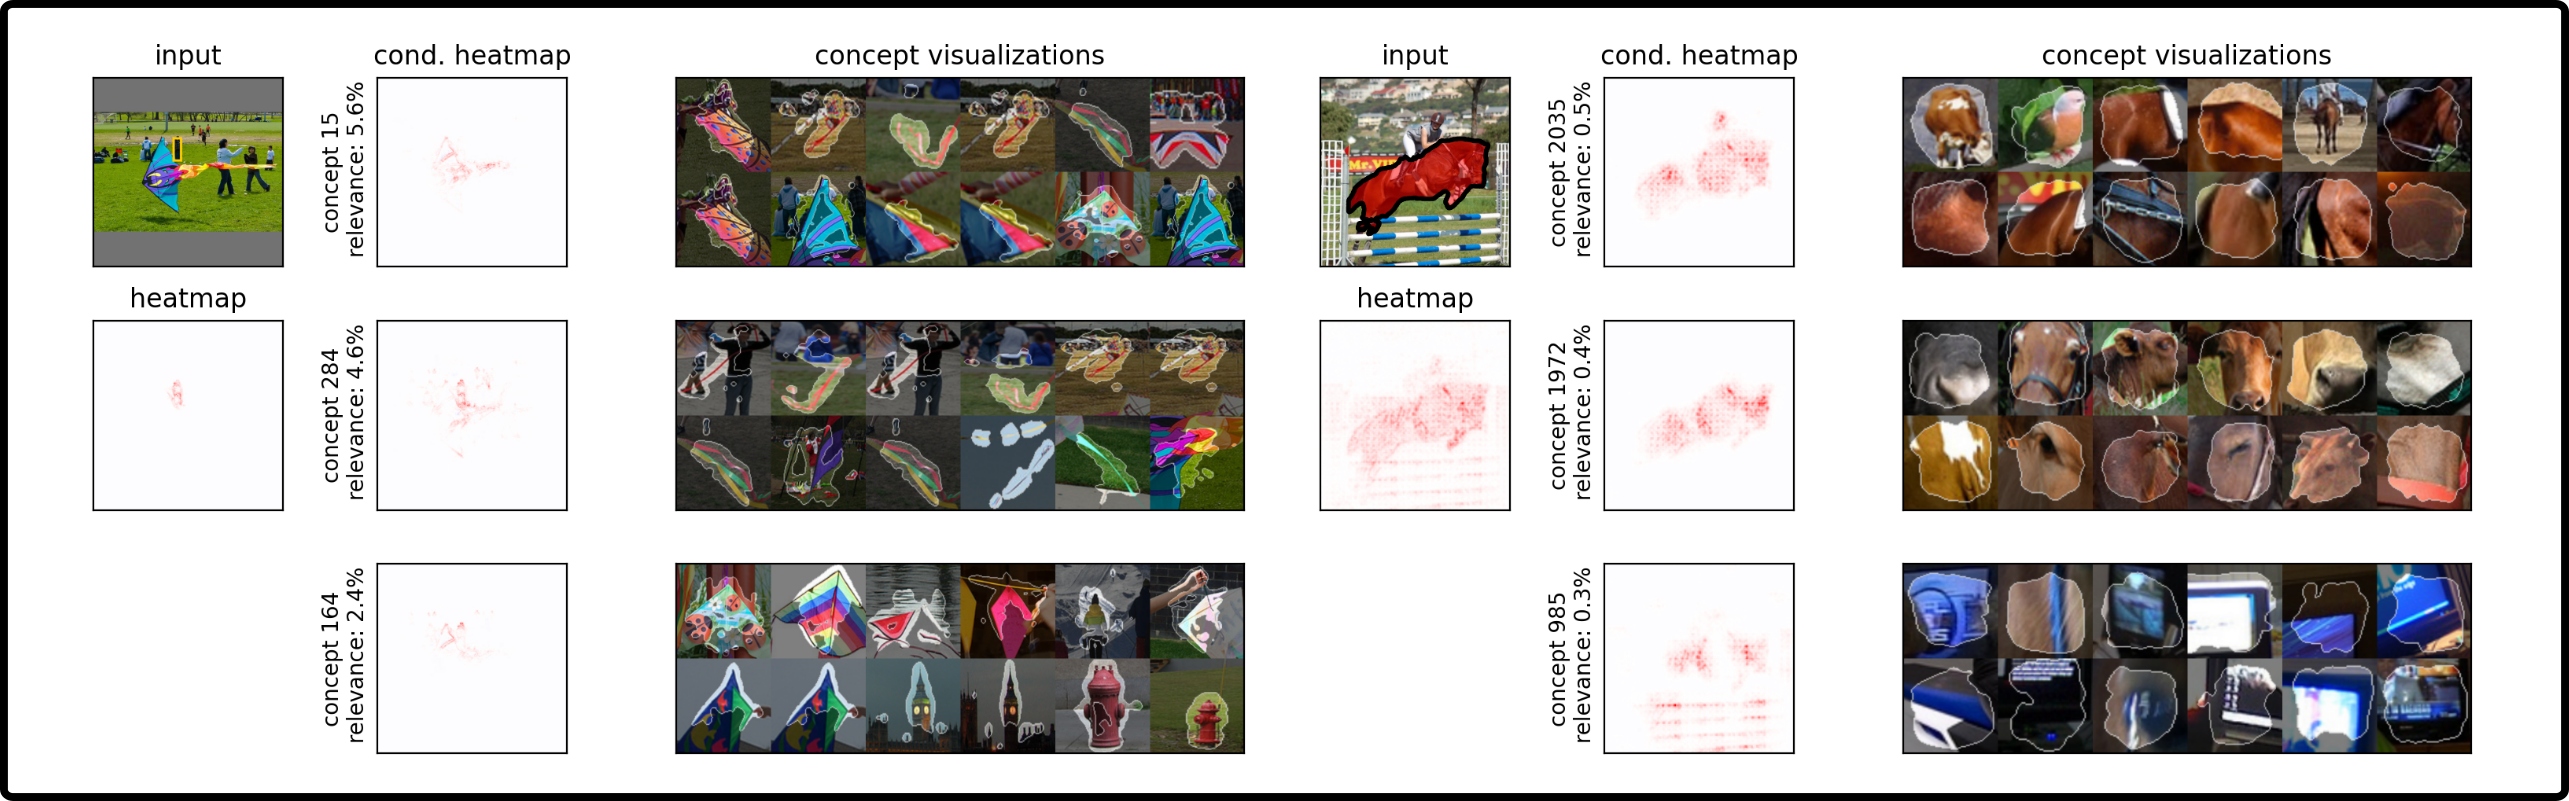 input
cond. heatmap
concept visualizations
concept 15
relevance: 5.6%
heatmap
concept 284
relevance: 4.6%
concept 164
relevance: 2.4%
input
cond. heatmap
concept visualizations
Mr.
concept 2035
relevance: 0.5%
heatmap
concept 1972
relevance: 0.4%
concept 985
relevance: 0.3%